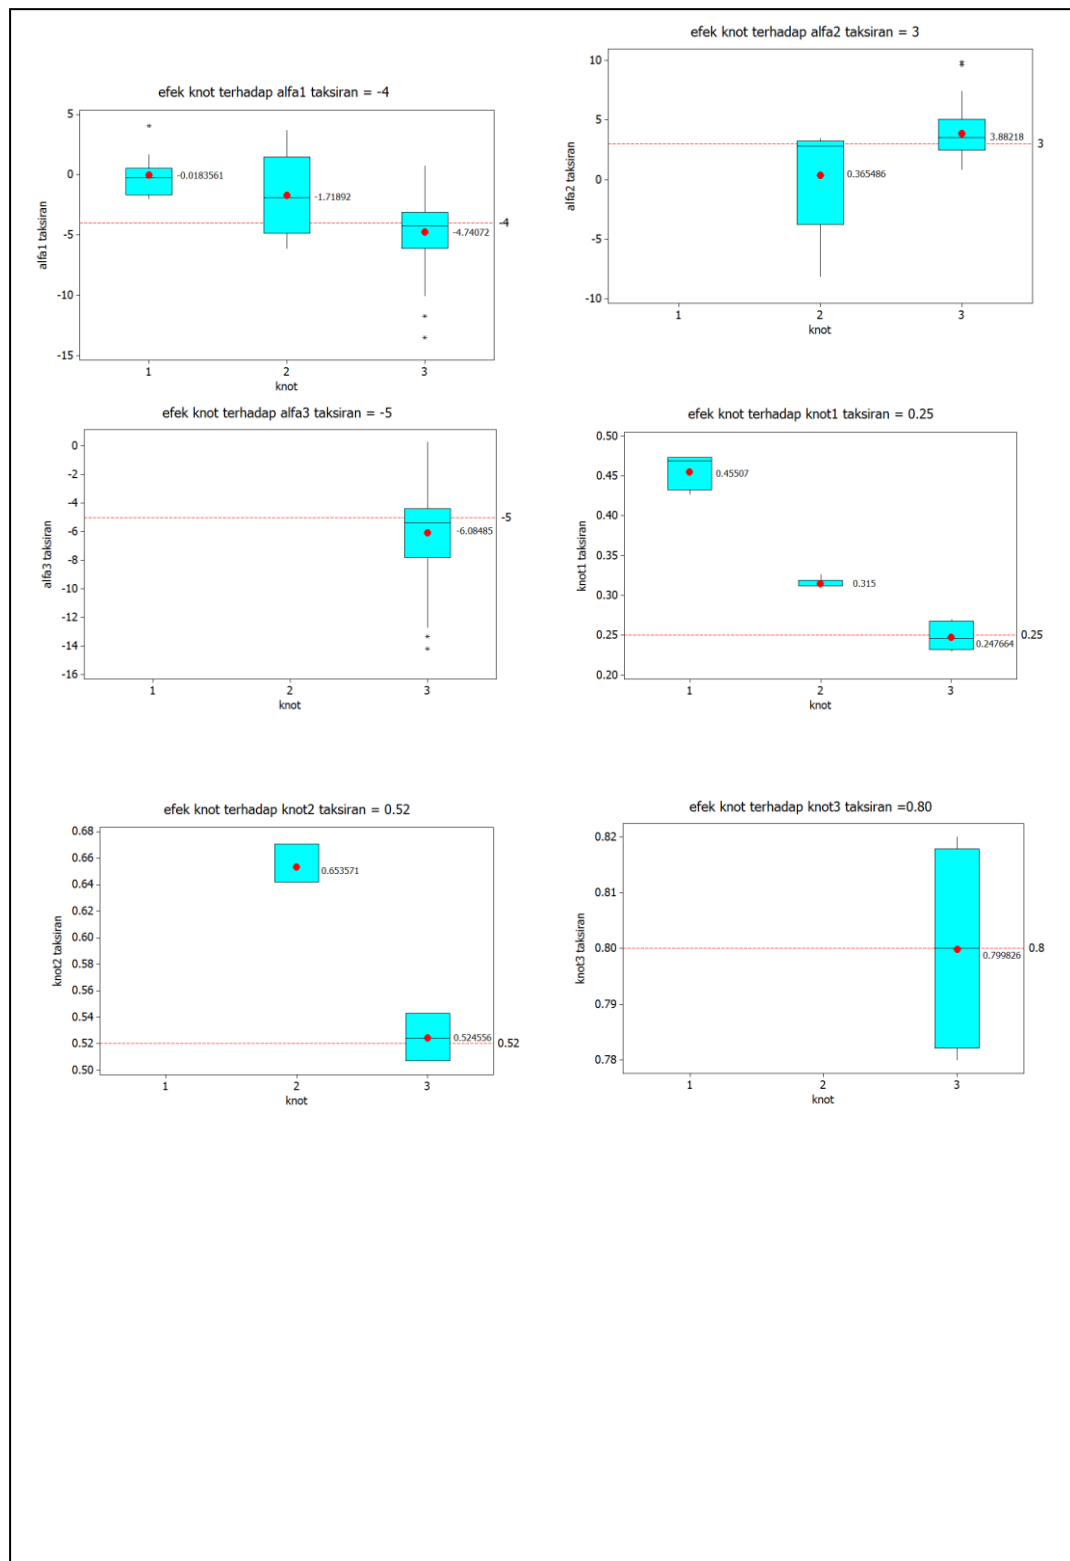 efek knot terhadap alfa1 taksiran = -4
alfa1 taksiran
5
0
-5
-10
-15
*
-0.0183561
-1.71892
-4
-4.74072
*
*
1 2 3
knot
efek knot terhadap alfa2 taksiran = 3
alfa2 taksiran
10
5
0
-5
-10
0.365486
3.88218
3
1 2 3
knot
efek knot terhadap alfa3 taksiran = -5
alfa3 taksiran
0
-2
-4
-6
-8
-10
-12
-14
-16
-5
-6.08485
*
*
1 2 3
knot
efek knot terhadap knot1 taksiran = 0.25
knot1 taksiran
0.50
0.45
0.40
0.35
0.30
0.25
0.20
0.45507
0.315
0.25
0.247664
1 2 3
knot
efek knot terhadap knot2 taksiran = 0.52
knot2 taksiran
0.68
0.66
0.64
0.62
0.60
0.58
0.56
0.54
0.52
0.50
0.653571
0.524556
0.52
1 2 3
knot
efek knot terhadap knot3 taksiran =0.80
knot3 taksiran
0.82
0.81
0.80
0.79
0.78
0.8
0.799826
1 2 3
knot